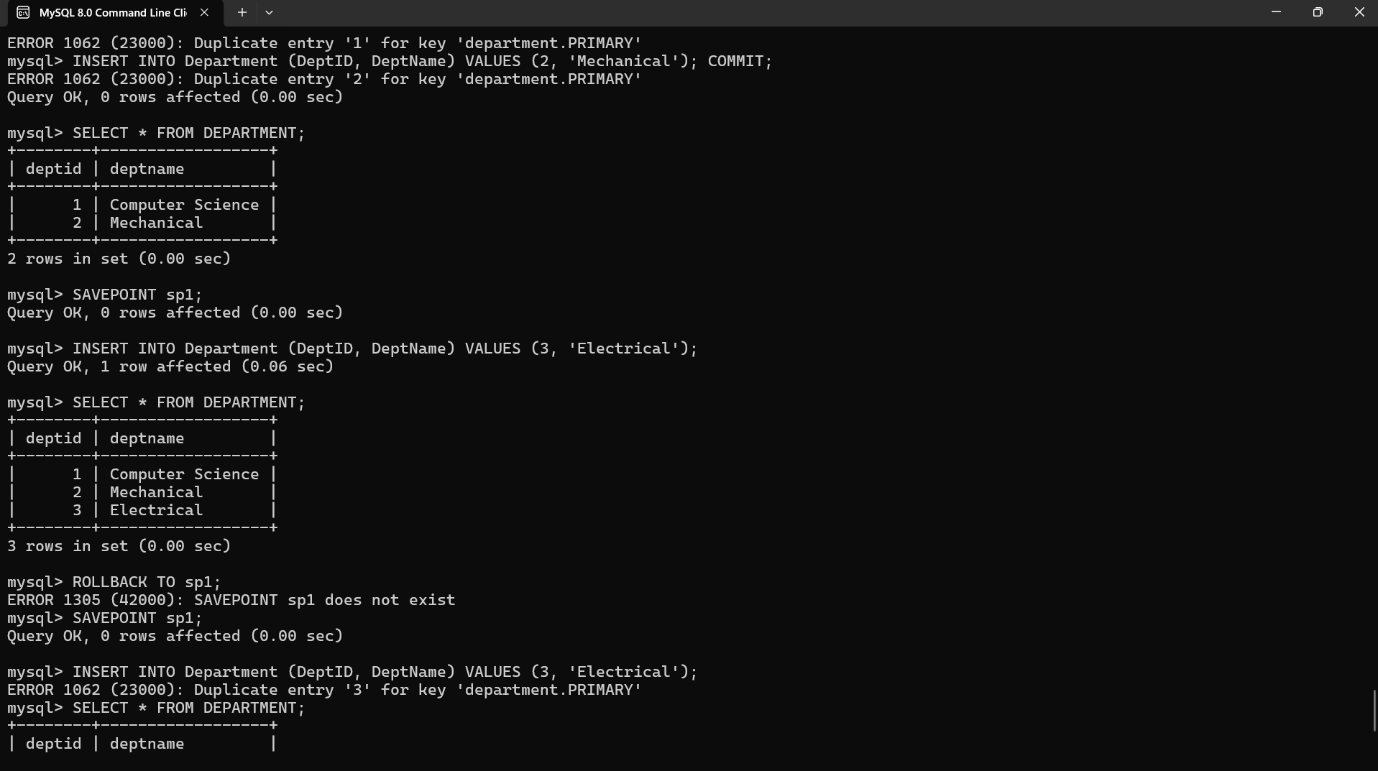 MySQL 8.0 Command Line Cli
ERROR 1062 (23000): Duplicate entry '1' for key 'department.PRIMARY'
mysql> INSERT INTO Department (DeptID, DeptName) VALUES (2, 'Mechanical'); COMMIT;
ERROR 1062 (23000): Duplicate entry '2' for key 'department.PRIMARY'
Query OK, 0 rows affected (0.00 sec)
mysql> SELECT * FROM DEPARTMENT;
+--------+------------------+
| deptid | deptname         |
+--------+------------------+
|      1 | Computer Science |
|      2 | Mechanical       |
+--------+------------------+
2 rows in set (0.00 sec)
mysql> SAVEPOINT sp1;
Query OK, 0 rows affected (0.00 sec)
mysql> INSERT INTO Department (DeptID, DeptName) VALUES (3, 'Electrical');
Query OK, 1 row affected (0.06 sec)
mysql> SELECT * FROM DEPARTMENT;
+--------+------------------+
| deptid | deptname         |
+--------+------------------+
|      1 | Computer Science |
|      2 | Mechanical       |
|      3 | Electrical       |
+--------+------------------+
3 rows in set (0.00 sec)
mysql> ROLLBACK TO sp1;
ERROR 1305 (42000): SAVEPOINT sp1 does not exist
mysql> SAVEPOINT sp1;
Query OK, 0 rows affected (0.00 sec)
mysql> INSERT INTO Department (DeptID, DeptName) VALUES (3, 'Electrical');
ERROR 1062 (23000): Duplicate entry '3' for key 'department.PRIMARY'
mysql> SELECT * FROM DEPARTMENT;
+--------+------------------+
| deptid | deptname         |